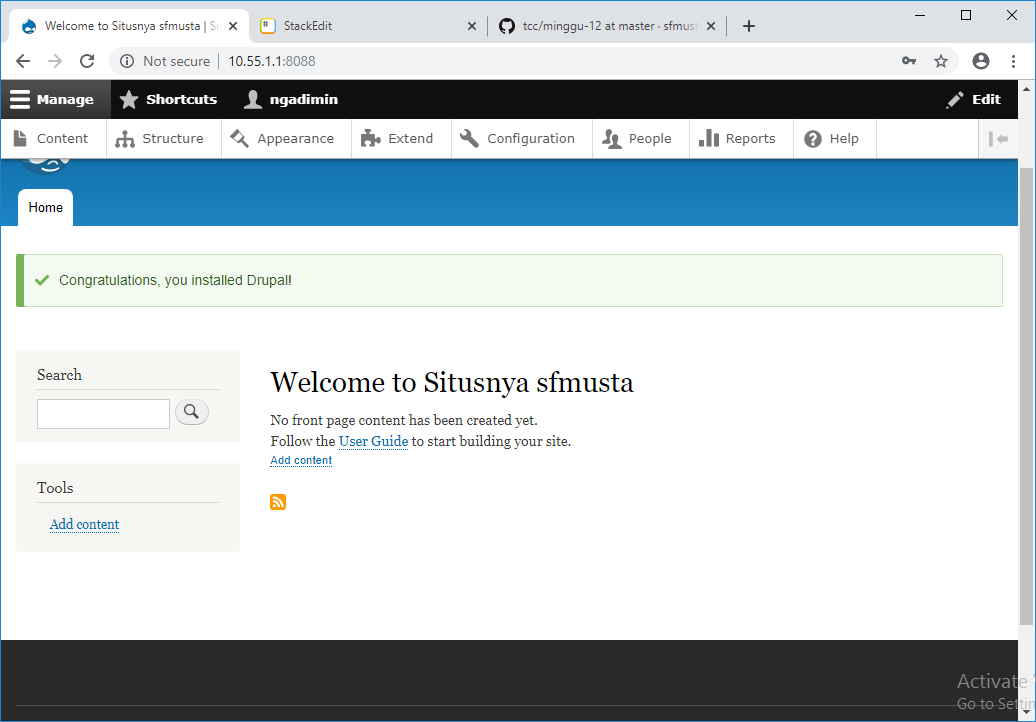 Welcome to Situsnya sfmusta | Si
StackEdit
tcc/minggu-12 at master · sfmust
Not secure
10.55.1.1:8088
Manage
Shortcuts
ngadimin
Edit
Content
Structure
Appearance
Extend
Configuration
People
Reports
Help
Home
Congratulations, you installed Drupal!
Search
Welcome to Situsnya sfmusta
No front page content has been created yet.
Follow the User Guide to start building your site.
Add content
Tools
Add content
Activate
Go to Settin